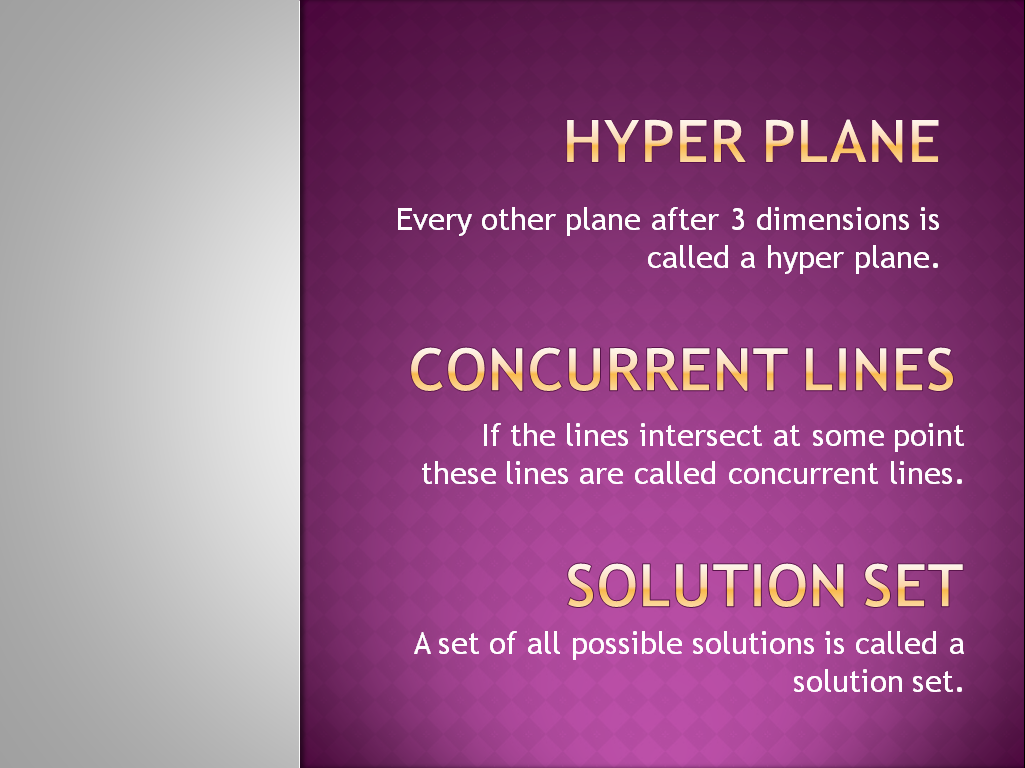 HYPER PLANE
Every other plane after 3 dimensions is
called a hyper plane.
CONCURRENT LINES
If the lines intersect at some point
these lines are called concurrent lines.
SOLUTION SET
A set of all possible solutions is called a
solution set.